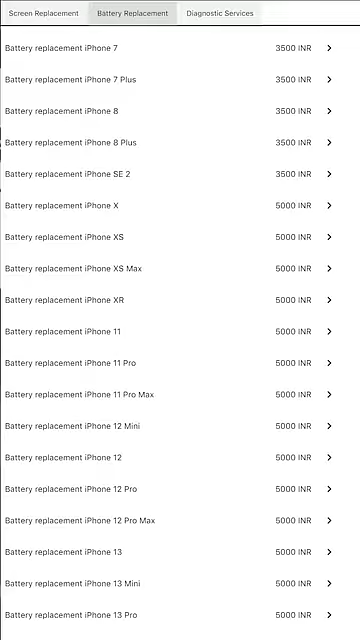 Screen Replacement Battery Replacement Diagnostic Services
Battery replacement iPhone 7 3500 INR
Battery replacement iPhone 7 Plus 3500 INR
Battery replacement iPhone 8 3500 INR
Battery replacement iPhone 8 Plus 3500 INR
Battery replacement iPhone SE 2 3500 INR
Battery replacement iPhone X 5000 INR
Battery replacement iPhone XS 5000 INR
Battery replacement iPhone XS Max 5000 INR
Battery replacement iPhone XR 5000 INR
Battery replacement iPhone 11 5000 INR
Battery replacement iPhone 11 Pro 5000 INR
Battery replacement iPhone 11 Pro Max 5000 INR
Battery replacement iPhone 12 Mini 5000 INR
Battery replacement iPhone 12 5000 INR
Battery replacement iPhone 12 Pro 5000 INR
Battery replacement iPhone 12 Pro Max 5000 INR
Battery replacement iPhone 13 5000 INR
Battery replacement iPhone 13 Mini 5000 INR
Battery replacement iPhone 13 Pro 5000 INR